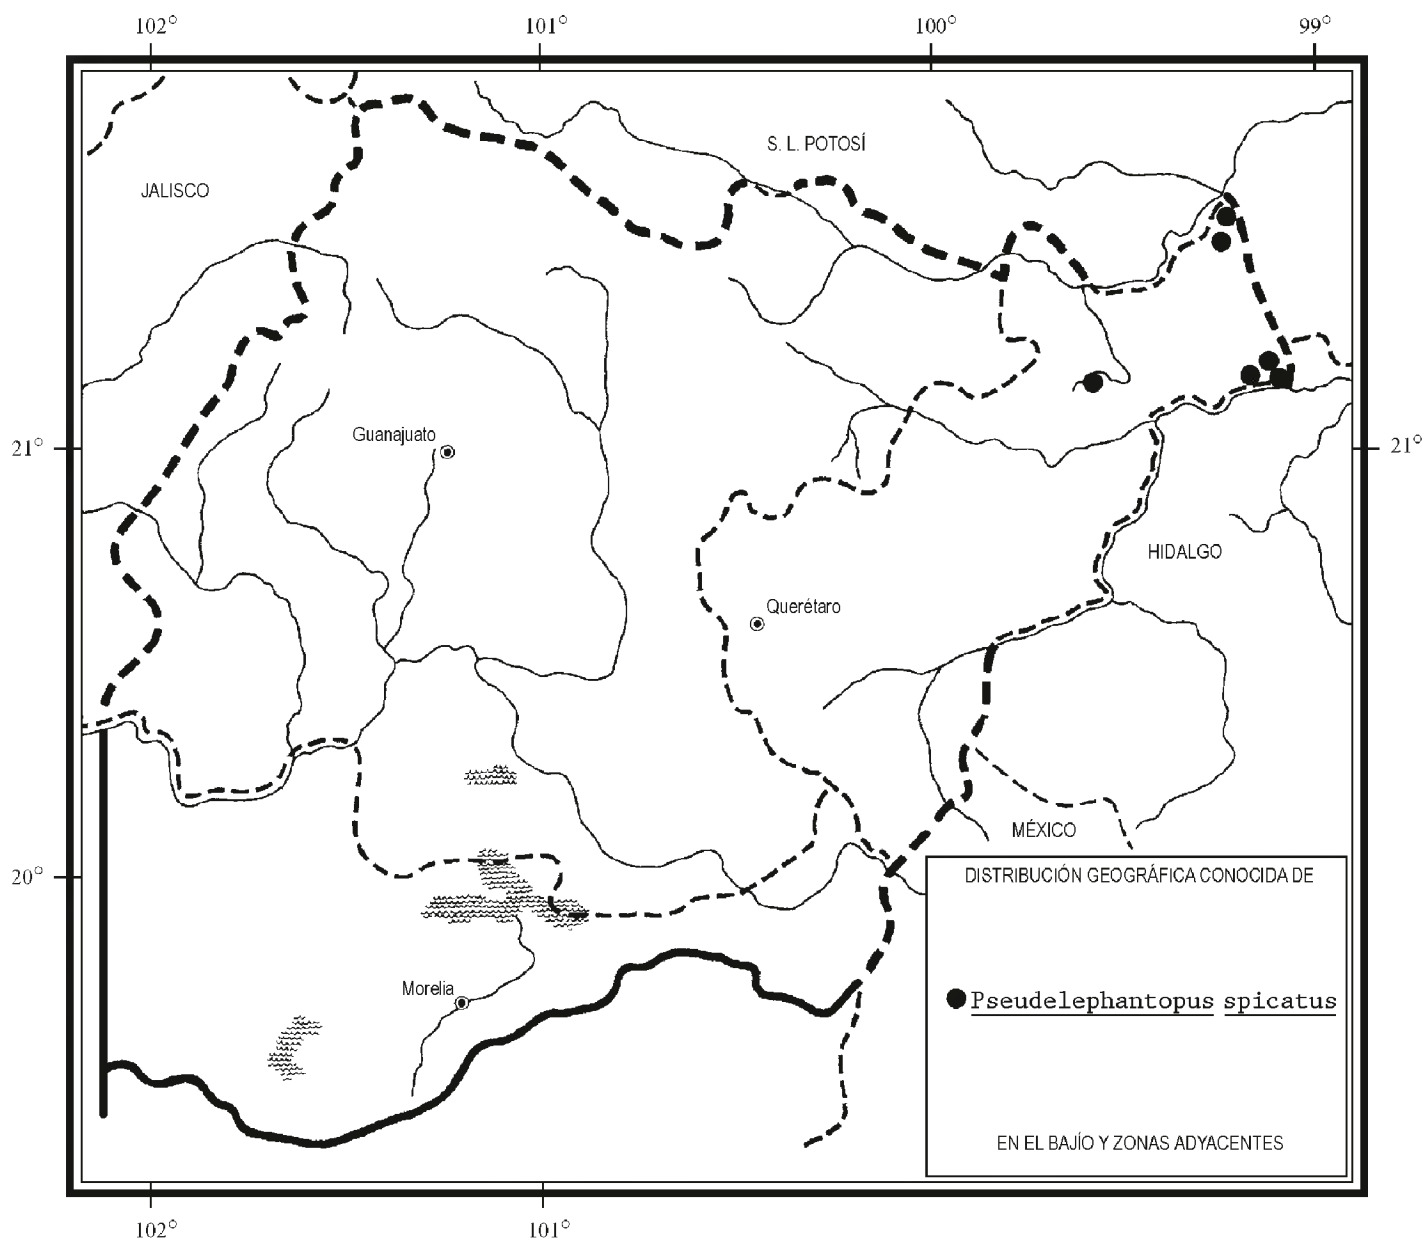 102° 101° 100° 99°
S. L. POTOSÍ
JALISCO
Guanajuato
21° 21°
HIDALGO
Querétaro
MÉXICO
20°
DISTRIBUCIÓN GEOGRÁFICA CONOCIDA DE
Morelia
Pseudelephantopus spicatus
EN EL BAJÍO Y ZONAS ADYACENTES
102° 101°